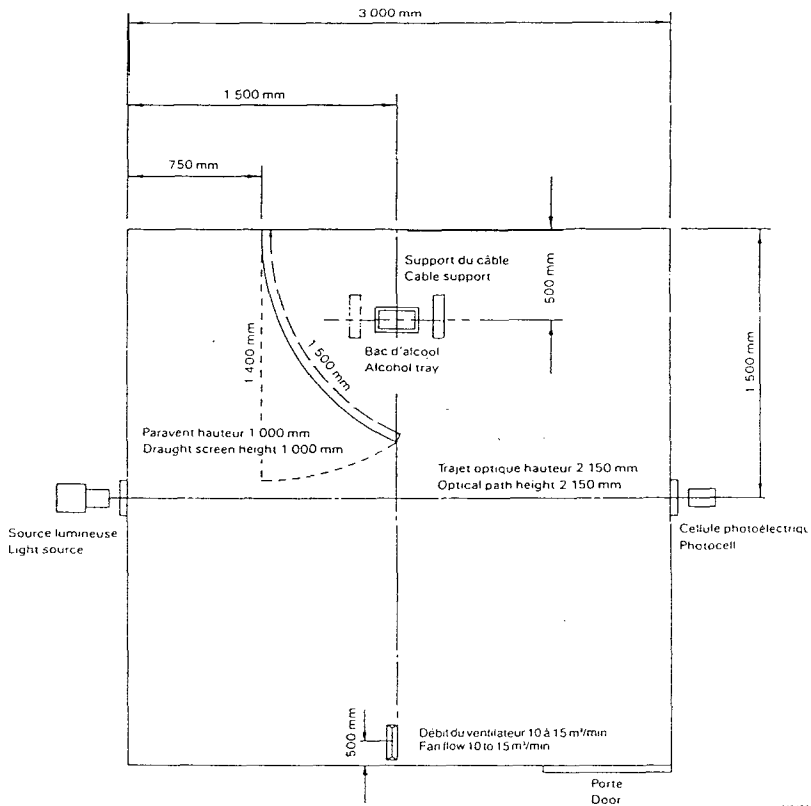 3 000 mm
1 500 mm
750 mm
Support du câble
Cable support
500 mm
1 500 mm
Bac d'alcool
Alcohol tray
1 400 mm
1 500 mm
Paravent hauteur 1 000 mm
Draught screen height 1 000 mm
Trajet optique hauteur 2 150 mm
Optical path height 2 150 mm
Source lumineuse
Light source
Cellule photoélectriqu
Photocell
500 mm
Débit du ventilateur 10 à 15 m³/min
Fan flow 10 to 15 m³/min
Porte
Door